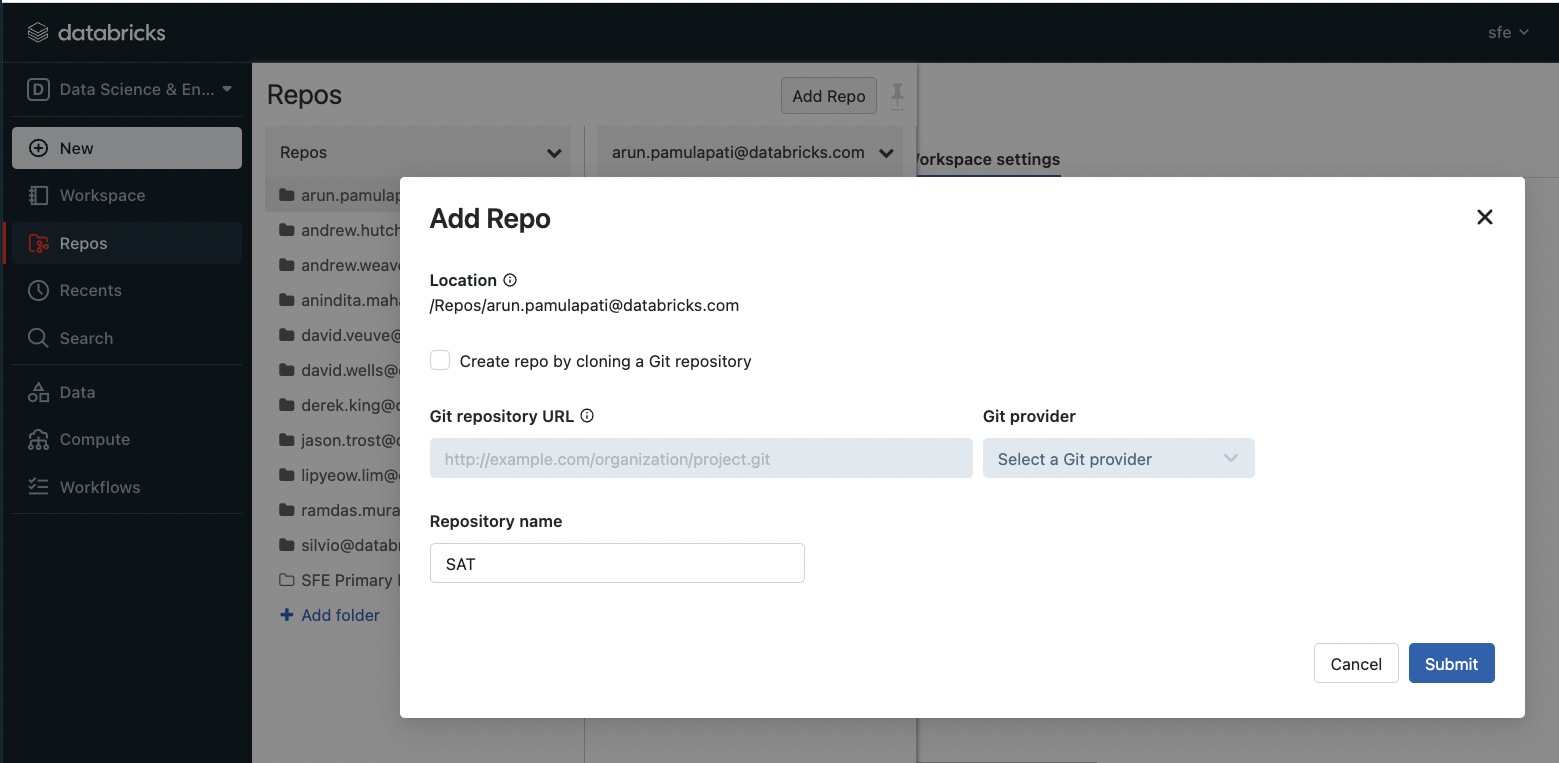 databricks
sfe
D Data Science & En...
New
Workspace
Repos
Recents
Search
Data
Compute
Workflows
Repos
Add Repo
Repos
arun.pamulapati@databricks.com
orkspace settings
arun.pamulap
andrew.hutch
andrew.weave
anindita.maha
david.veuve@
david.wells@
derek.king@
jason.trost@
lipyeow.lim@
ramdas.mura
silvio@datab
SFE Primary
Add folder
Add Repo
Location
/Repos/arun.pamulapati@databricks.com
Create repo by cloning a Git repository
Git repository URL
Git provider
http://example.com/organization/project.git
Select a Git provider
Repository name
SAT
Cancel
Submit